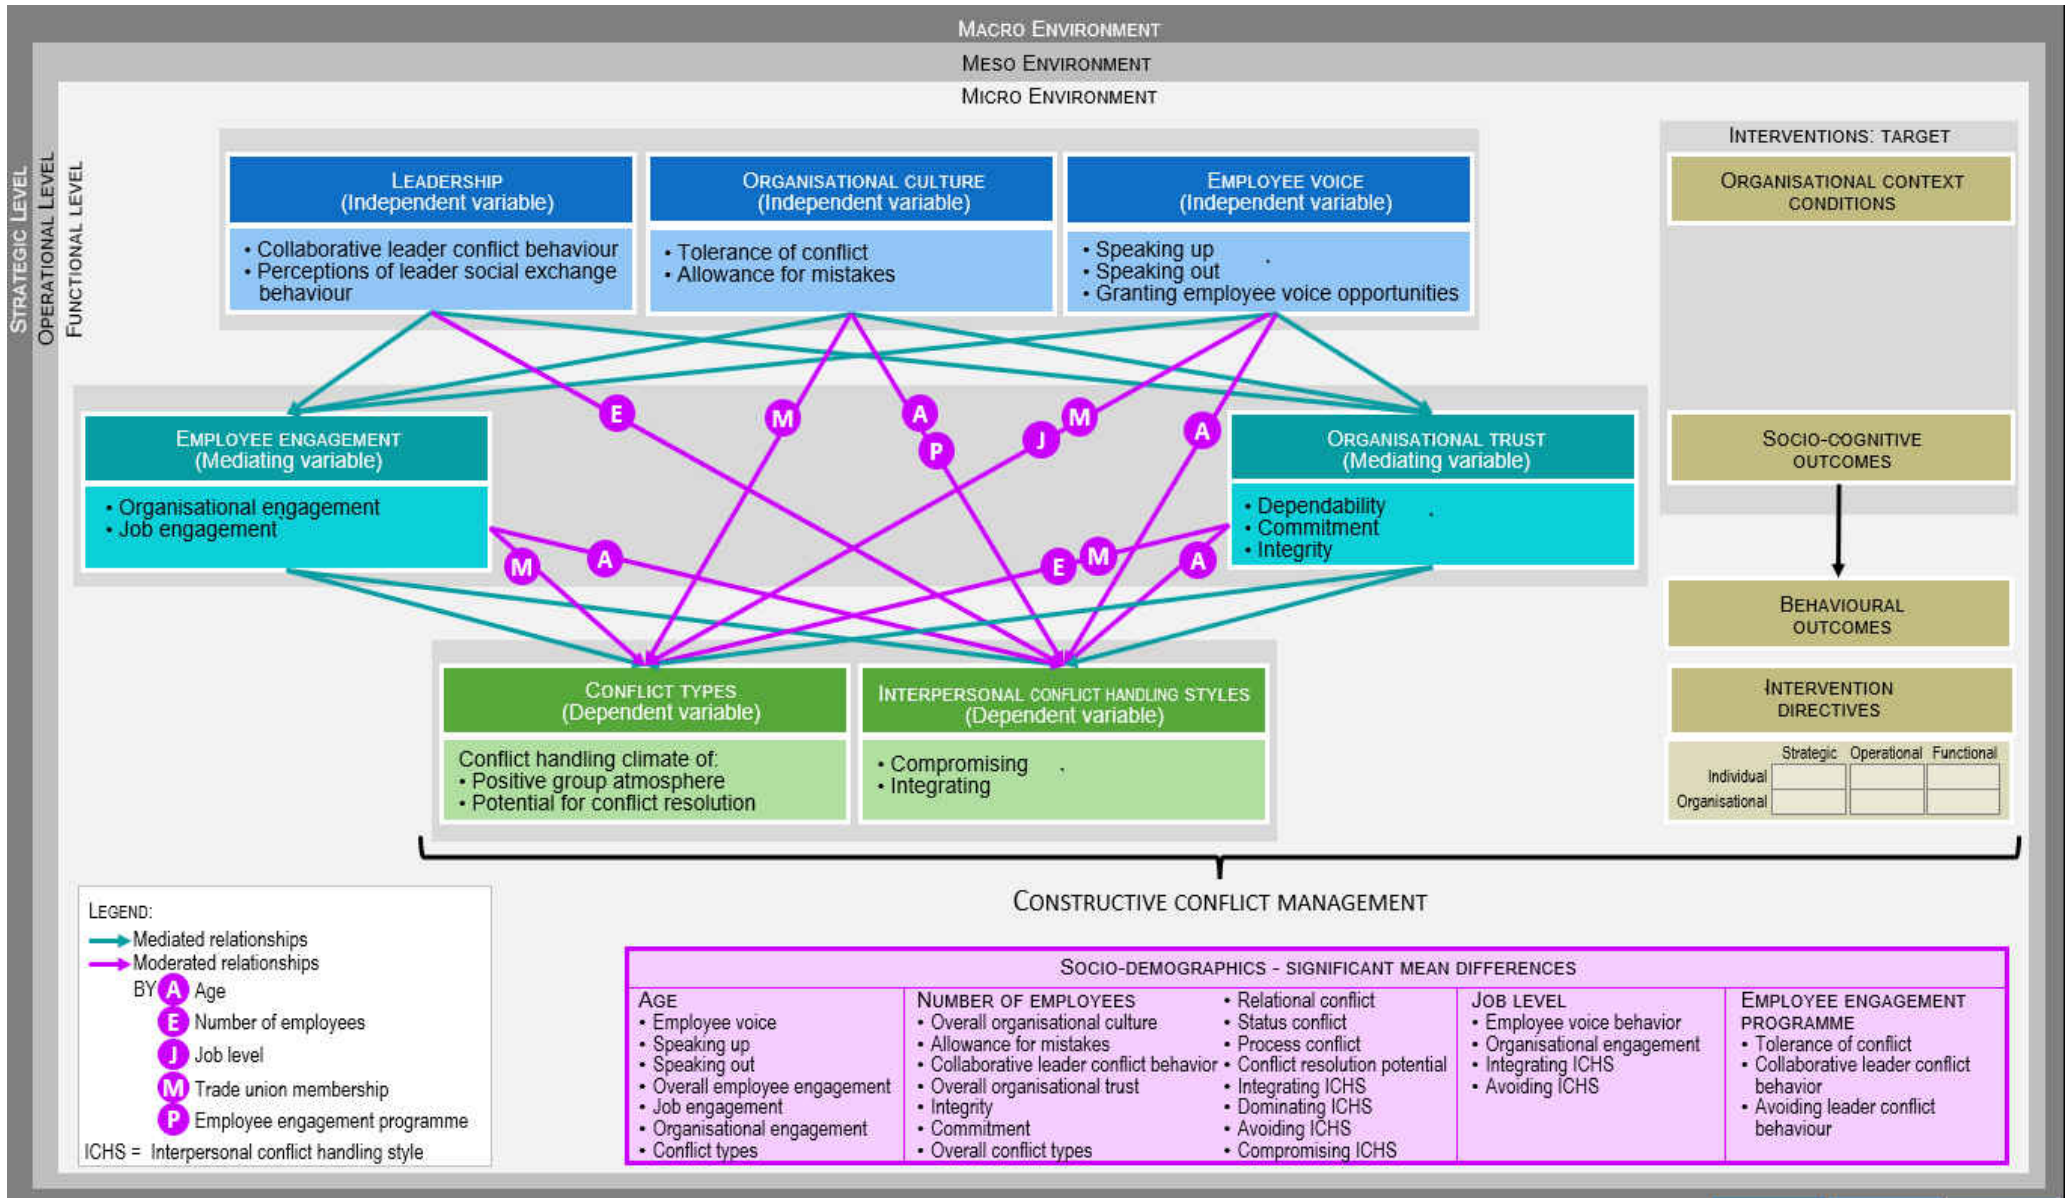 MACRO ENVIRONMENT
MESO ENVIRONMENT
MICRO ENVIRONMENT
STRATEGIC LEVEL
OPERATIONAL LEVEL
FUNCTIONAL LEVEL
LEADERSHIP
(Independent variable)
• Collaborative leader conflict behaviour
• Perceptions of leader social exchange
behaviour
ORGANISATIONAL CULTURE
(Independent variable)
• Tolerance of conflict
• Allowance for mistakes
EMPLOYEE VOICE
(Independent variable)
• Speaking up
• Speaking out
• Granting employee voice opportunities
INTERVENTIONS: TARGET
ORGANISATIONAL CONTEXT
CONDITIONS
E
M
A
P
J
M
A
EMPLOYEE ENGAGEMENT
(Mediating variable)
• Organisational engagement
• Job engagement
ORGANISATIONAL TRUST
(Mediating variable)
• Dependability
• Commitment
• Integrity
SOCIO-COGNITIVE
OUTCOMES
M
A
E
M
A
BEHAVIOURAL
OUTCOMES
CONFLICT TYPES
(Dependent variable)
Conflict handling climate of:
• Positive group atmosphere
• Potential for conflict resolution
INTERPERSONAL CONFLICT HANDLING STYLES
(Dependent variable)
• Compromising
• Integrating
INTERVENTION
DIRECTIVES
Strategic Operational Functional
Individual
Organisational
CONSTRUCTIVE CONFLICT MANAGEMENT
LEGEND:
Mediated relationships
Moderated relationships
BY A Age
E Number of employees
J Job level
M Trade union membership
P Employee engagement programme
ICHS = Interpersonal conflict handling style
SOCIO-DEMOGRAPHICS - SIGNIFICANT MEAN DIFFERENCES
AGE
• Employee voice
• Speaking up
• Speaking out
• Overall employee engagement
• Job engagement
• Organisational engagement
• Conflict types
NUMBER OF EMPLOYEES
• Overall organisational culture
• Allowance for mistakes
• Collaborative leader conflict behavior
• Overall organisational trust
• Integrity
• Commitment
• Overall conflict types
• Relational conflict
• Status conflict
• Process conflict
• Conflict resolution potential
• Integrating ICHS
• Dominating ICHS
• Avoiding ICHS
• Compromising ICHS
JOB LEVEL
• Employee voice behavior
• Organisational engagement
• Integrating ICHS
• Avoiding ICHS
EMPLOYEE ENGAGEMENT
PROGRAMME
• Tolerance of conflict
• Collaborative leader conflict
behavior
• Avoiding leader conflict
behaviour